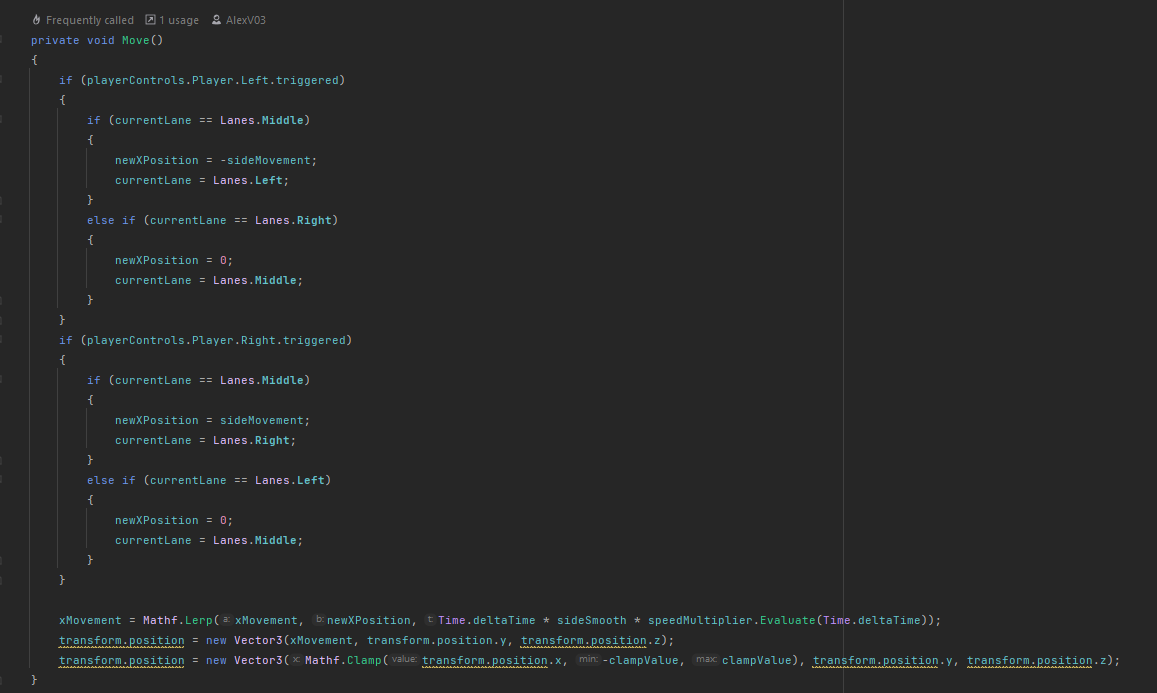 Frequently called 1 usage AlexV03
private void Move()
{
if (playerControls.Player.Left.triggered)
{
if (currentLane == Lanes.Middle)
{
newXPosition = -sideMovement;
currentLane = Lanes.Left;
}
else if (currentLane == Lanes.Right)
{
newXPosition = 0;
currentLane = Lanes.Middle;
}
}
if (playerControls.Player.Right.triggered)
{
if (currentLane == Lanes.Middle)
{
newXPosition = sideMovement;
currentLane = Lanes.Right;
}
else if (currentLane == Lanes.Left)
{
newXPosition = 0;
currentLane = Lanes.Middle;
}
}
xMovement = Mathf.Lerp(a: xMovement, b: newXPosition, t: Time.deltaTime * sideSmooth * speedMultiplier.Evaluate(Time.deltaTime));
transform.position = new Vector3(xMovement, transform.position.y, transform.position.z);
transform.position = new Vector3(x: Mathf.Clamp(value: transform.position.x, min: -clampValue, max: clampValue), transform.position.y, transform.position.z);
}